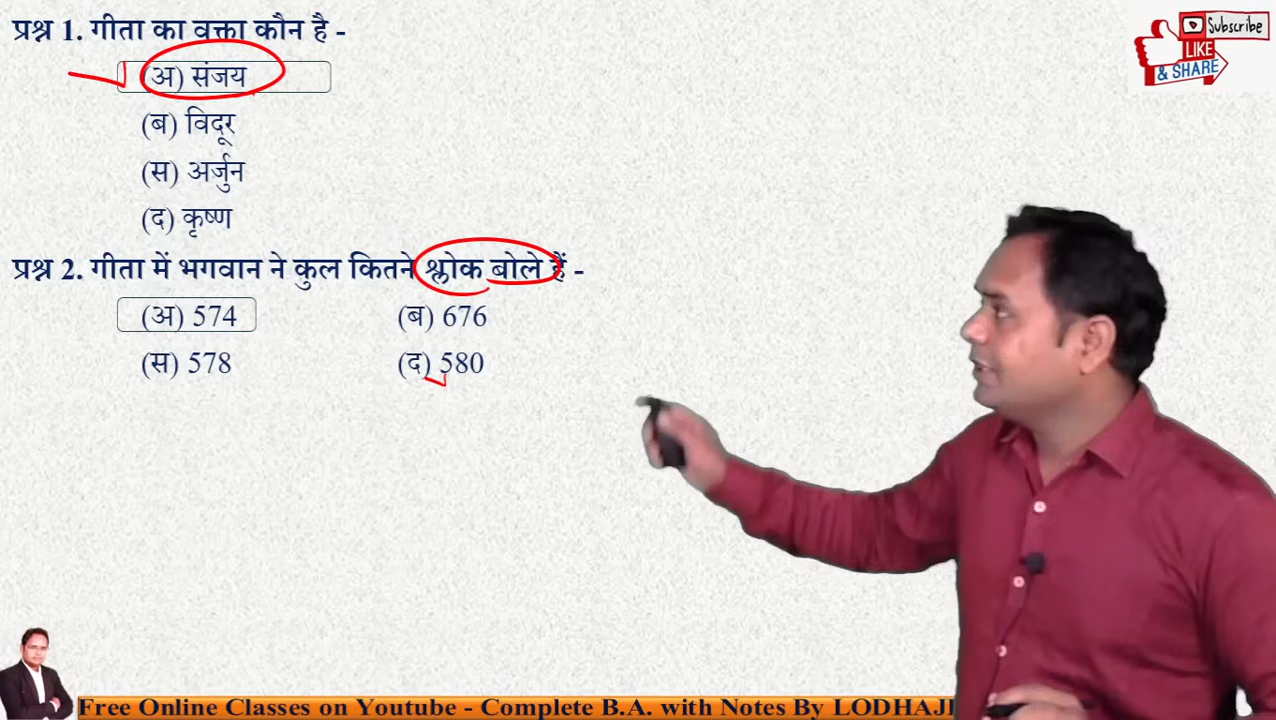 प्रश्न 1. गीता का वक्ता कौन है -
(अ) संजय
(ब) विदूर
(स) अर्जुन
(द) कृष्ण
प्रश्न 2. गीता में भगवान ने कुल कितने श्लोक बोले हैं -
(अ) 574 (ब) 676
(स) 578 (द) 580
Subscribe
LIKE
& SHARE
Free Online Classes on Youtube - Complete B.A. with Notes By LODHAJI